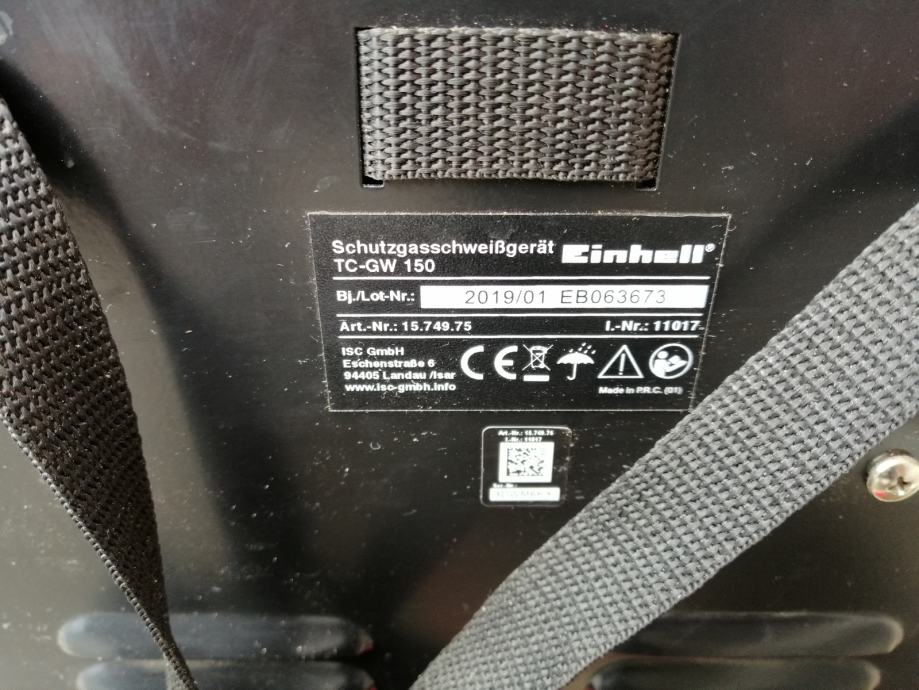 Schutzgasschweißgerät Einhell®
TC-GW 150
Bj./Lot-Nr.: 2019/01 EB063673
Art.-Nr.: 15.749.75 I.-Nr.: 11017
ISC GmbH
Eschenstraße 6
94405 Landau /Isar
www.isc-gmbh.info
CE
Made in P.R.C. (01)
Art.-Nr.: 15.749.75
I.-Nr.: 11017
Ser.-Nr.: